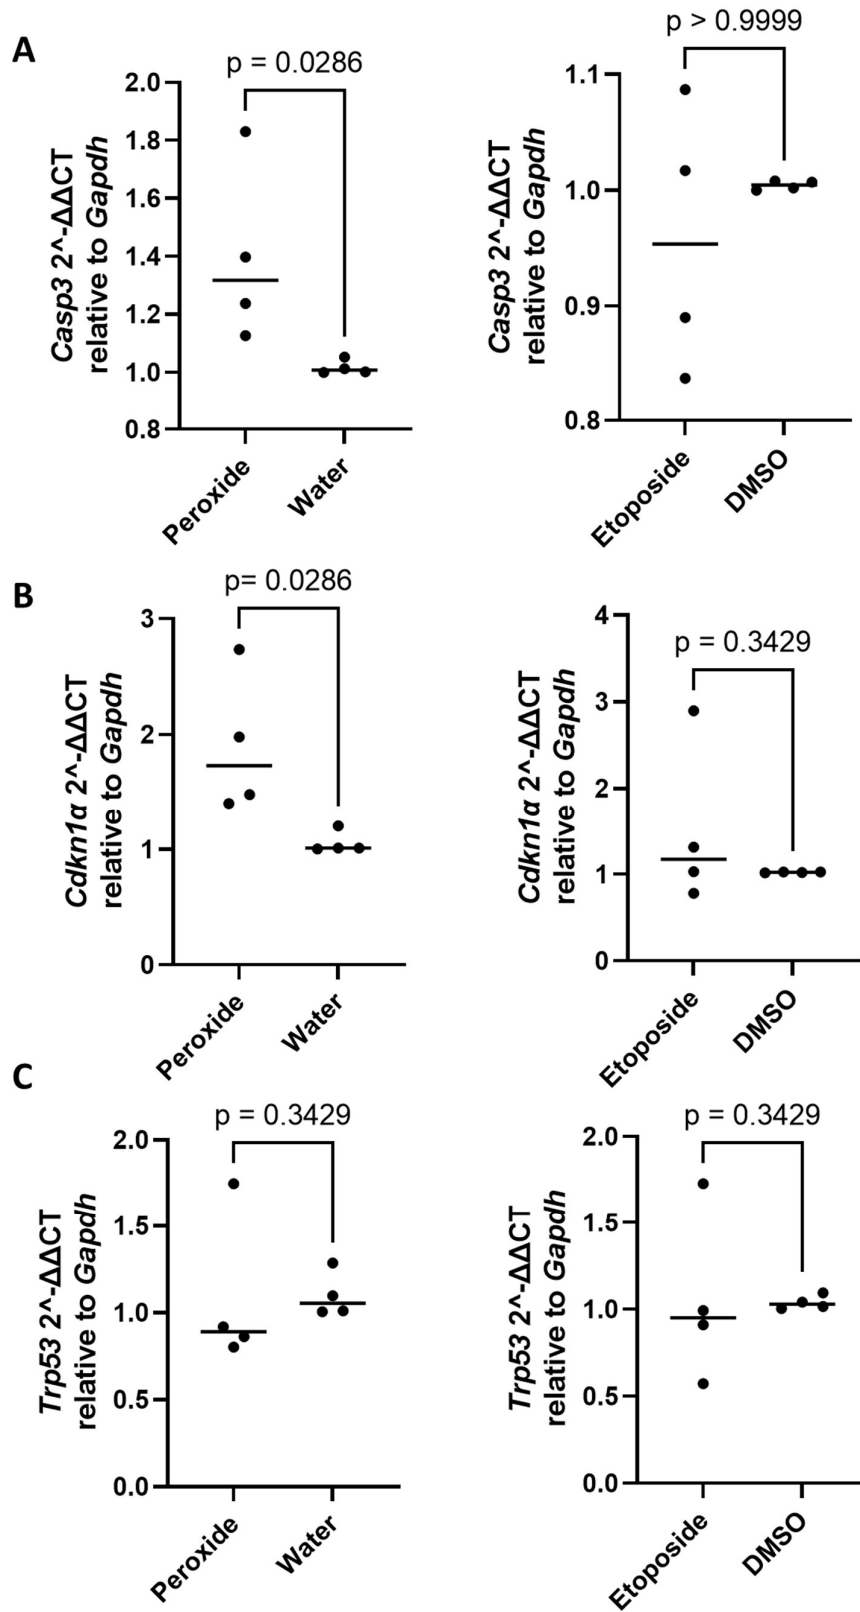 A
p = 0.0286
Casp3 2^-ΔΔCT
relative to Gapdh
2.0
1.8
1.6
1.4
1.2
1.0
0.8
Peroxide
Water
p > 0.9999
Casp3 2^-ΔΔCT
relative to Gapdh
1.1
1.0
0.9
0.8
Etoposide
DMSO
B
p= 0.0286
Cdkn1α 2^-ΔΔCT
relative to Gapdh
3
2
1
0
Peroxide
Water
p = 0.3429
Cdkn1α 2^-ΔΔCT
relative to Gapdh
4
3
2
1
0
Etoposide
DMSO
C
p = 0.3429
Trp53 2^-ΔΔCT
relative to Gapdh
2.0
1.5
1.0
0.5
0.0
Peroxide
Water
p = 0.3429
Trp53 2^-ΔΔCT
relative to Gapdh
2.0
1.5
1.0
0.5
0.0
Etoposide
DMSO